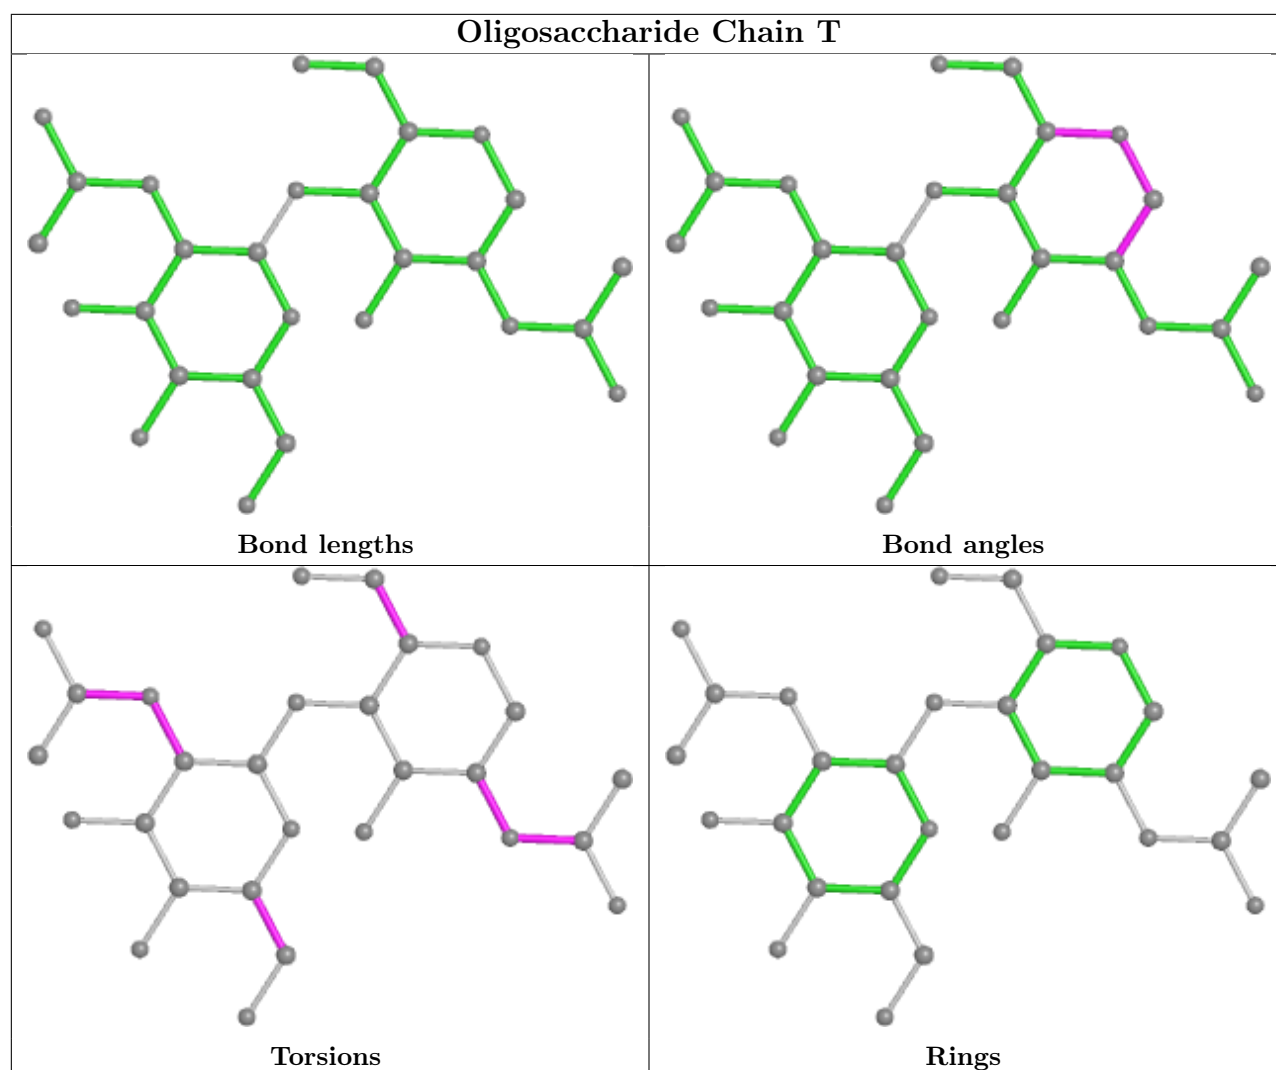 Oligosaccharide Chain T
Bond lengths
Bond angles
Torsions
Rings